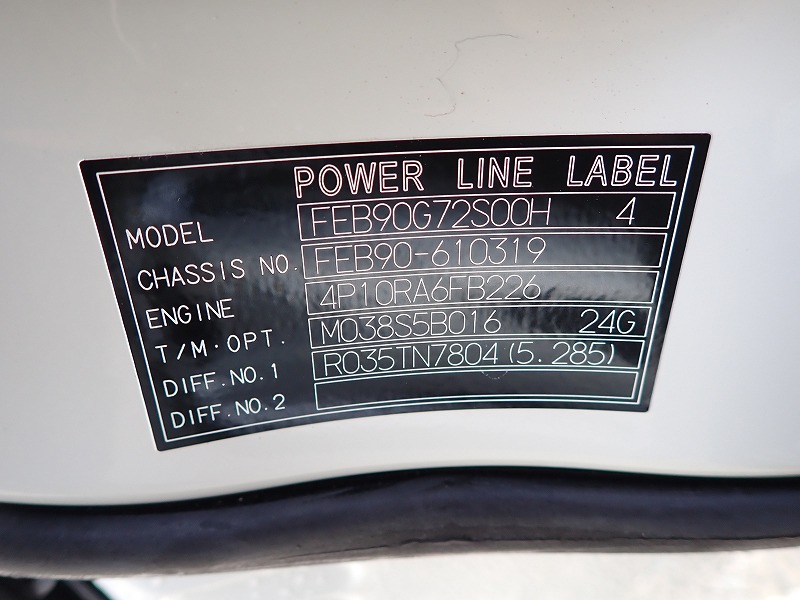 POWER LINE LABEL
MODEL FEB90G72S00H 4
CHASSIS NO. FEB90-610319
ENGINE 4P10RA6FB226
T/M·OPT. M038S5B016 24G
DIFF.NO.1 R035TN7804(5.285)
DIFF.NO.2